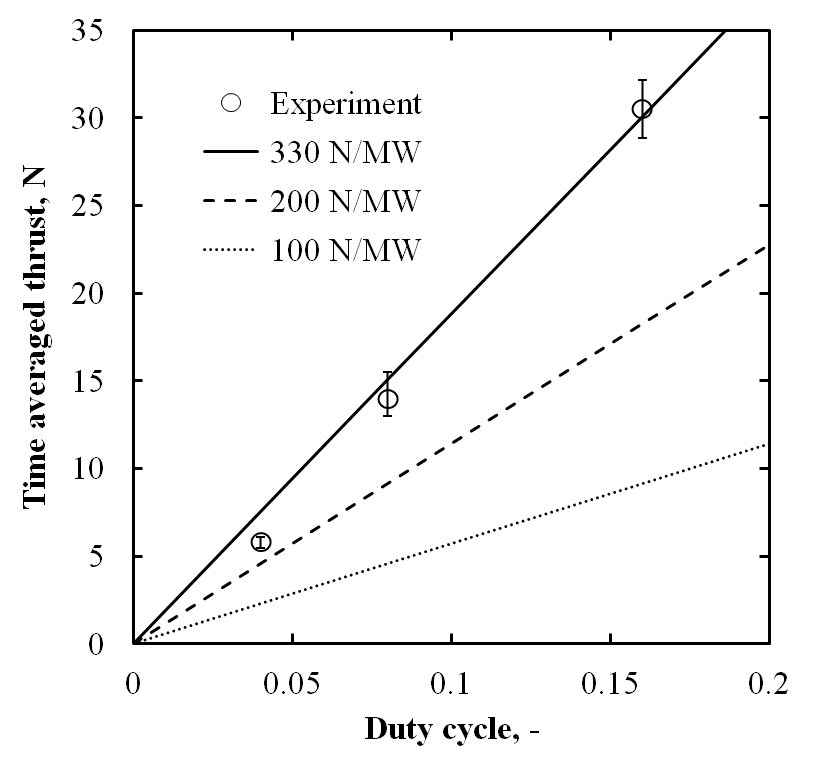 35
30
25
20
15
10
5
0
Time averaged thrust, N
Experiment
330 N/MW
200 N/MW
100 N/MW
0
0.05
0.1
0.15
0.2
Duty cycle, -